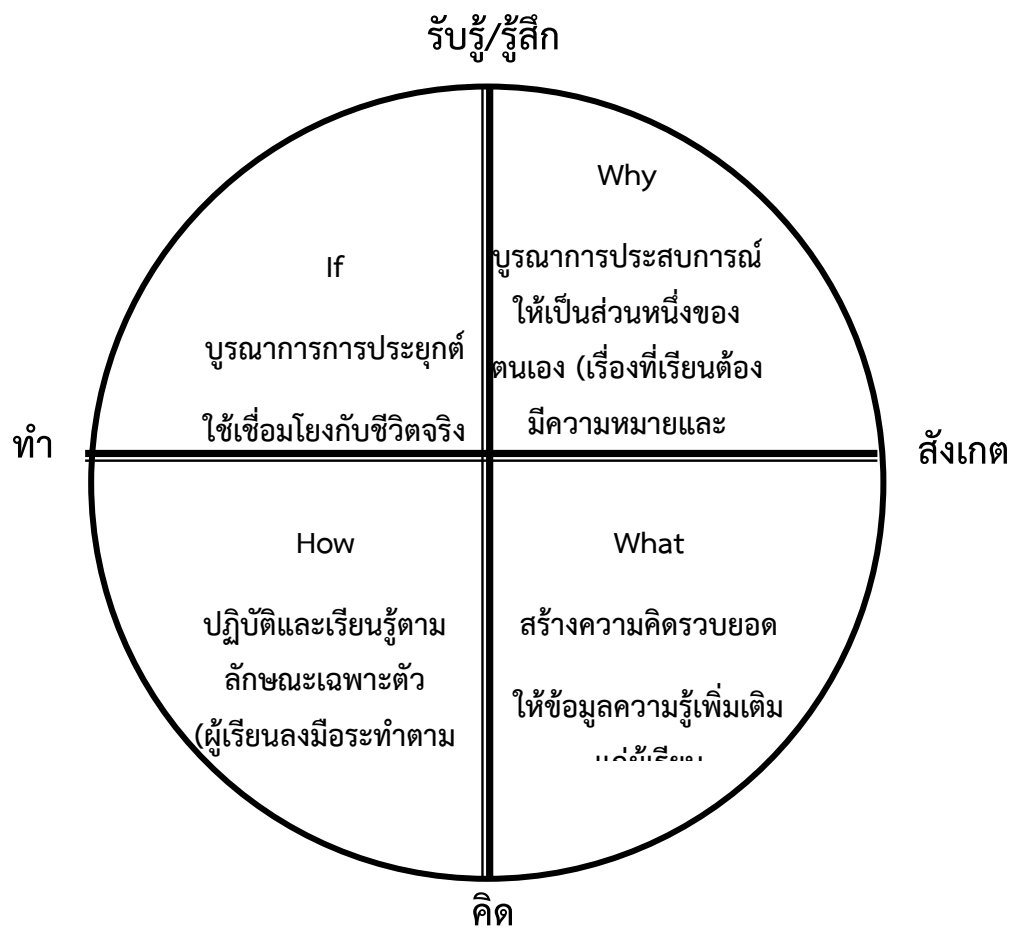 รับรู้/รู้สึก
Why
บูรณาการประสบการณ์
ให้เป็นส่วนหนึ่งของ
ตนเอง (เรื่องที่เรียนต้อง
มีความหมายและ
If
บูรณาการการประยุกต์
ใช้เชื่อมโยงกับชีวิตจริง
ทำ
สังเกต
How
ปฏิบัติและเรียนรู้ตาม
ลักษณะเฉพาะตัว
(ผู้เรียนลงมือระทำตาม
What
สร้างความคิดรวบยอด
ให้ข้อมูลความรู้เพิ่มเติม
คิด